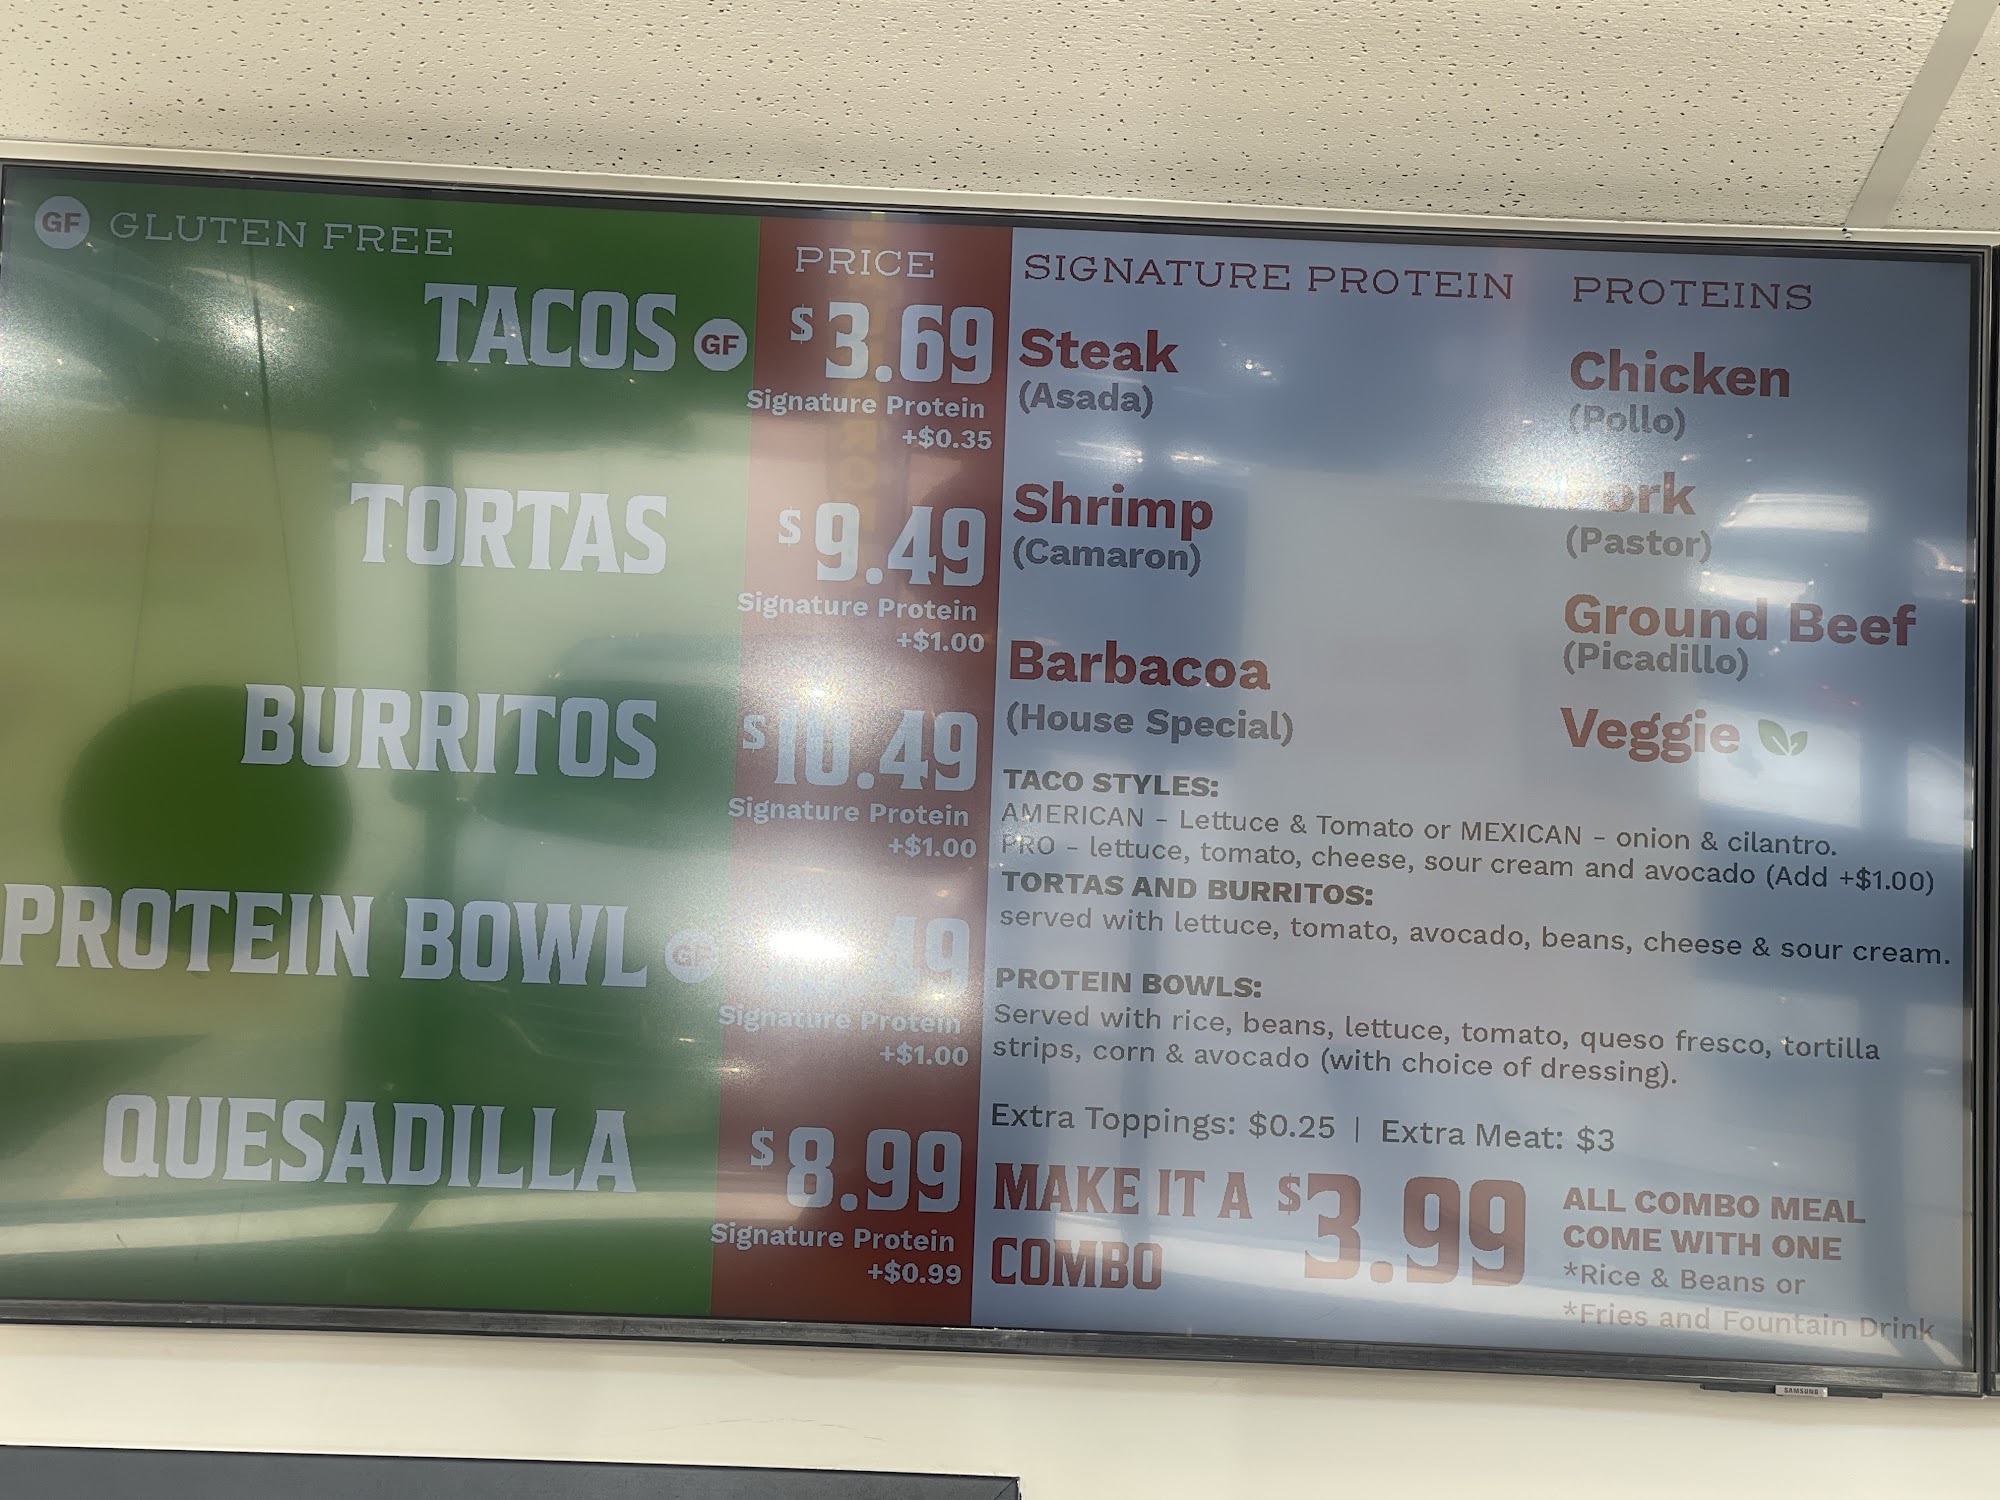 GF GLUTEN FREE
PRICE
TACOS GF
$3.69
Signature Protein
+$0.35
TORTAS
$9.49
Signature Protein
+$1.00
BURRITOS
$10.49
Signature Protein
+$1.00
PROTEIN BOWL GF
Signature Protein
+$1.00
QUESADILLA
$8.99
Signature Protein
+$0.99
SIGNATURE PROTEIN
Steak
(Asada)
Shrimp
(Camaron)
Barbacoa
(House Special)
PROTEINS
Chicken
(Pollo)
Pork
(Pastor)
Ground Beef
(Picadillo)
Veggie
TACO STYLES:
AMERICAN - Lettuce & Tomato or MEXICAN - onion & cilantro.
PRO - lettuce, tomato, cheese, sour cream and avocado (Add +$1.00)
TORTAS AND BURRITOS:
served with lettuce, tomato, avocado, beans, cheese & sour cream.
PROTEIN BOWLS:
Served with rice, beans, lettuce, tomato, queso fresco, tortilla
strips, corn & avocado (with choice of dressing).
Extra Toppings: $0.25 | Extra Meat: $3
MAKE IT A
COMBO
$3.99
ALL COMBO MEAL
COME WITH ONE
*Rice & Beans or
*Fries and Fountain Drink
SAMSUNG